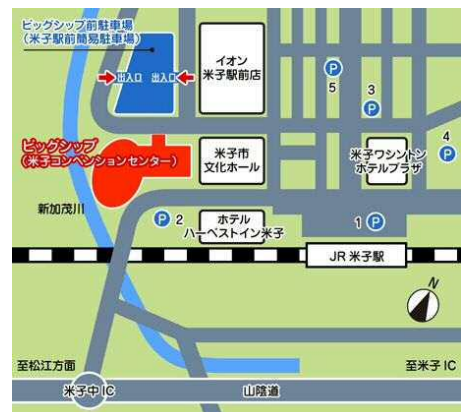 ビッグシップ前駐車場
(米子駅前簡易駐車場)
出入口 出入口
イオン
米子駅前店
5
3
4
ビッグシップ
(米子コンベンションセンター)
米子市
文化ホール
米子ワシントン
ホテルプラザ
新加茂川
P 2
ホテル
ハーベストイン米子
1 P
JR 米子駅
N
至松江方面
至米子 IC
米子中 IC
山陰道